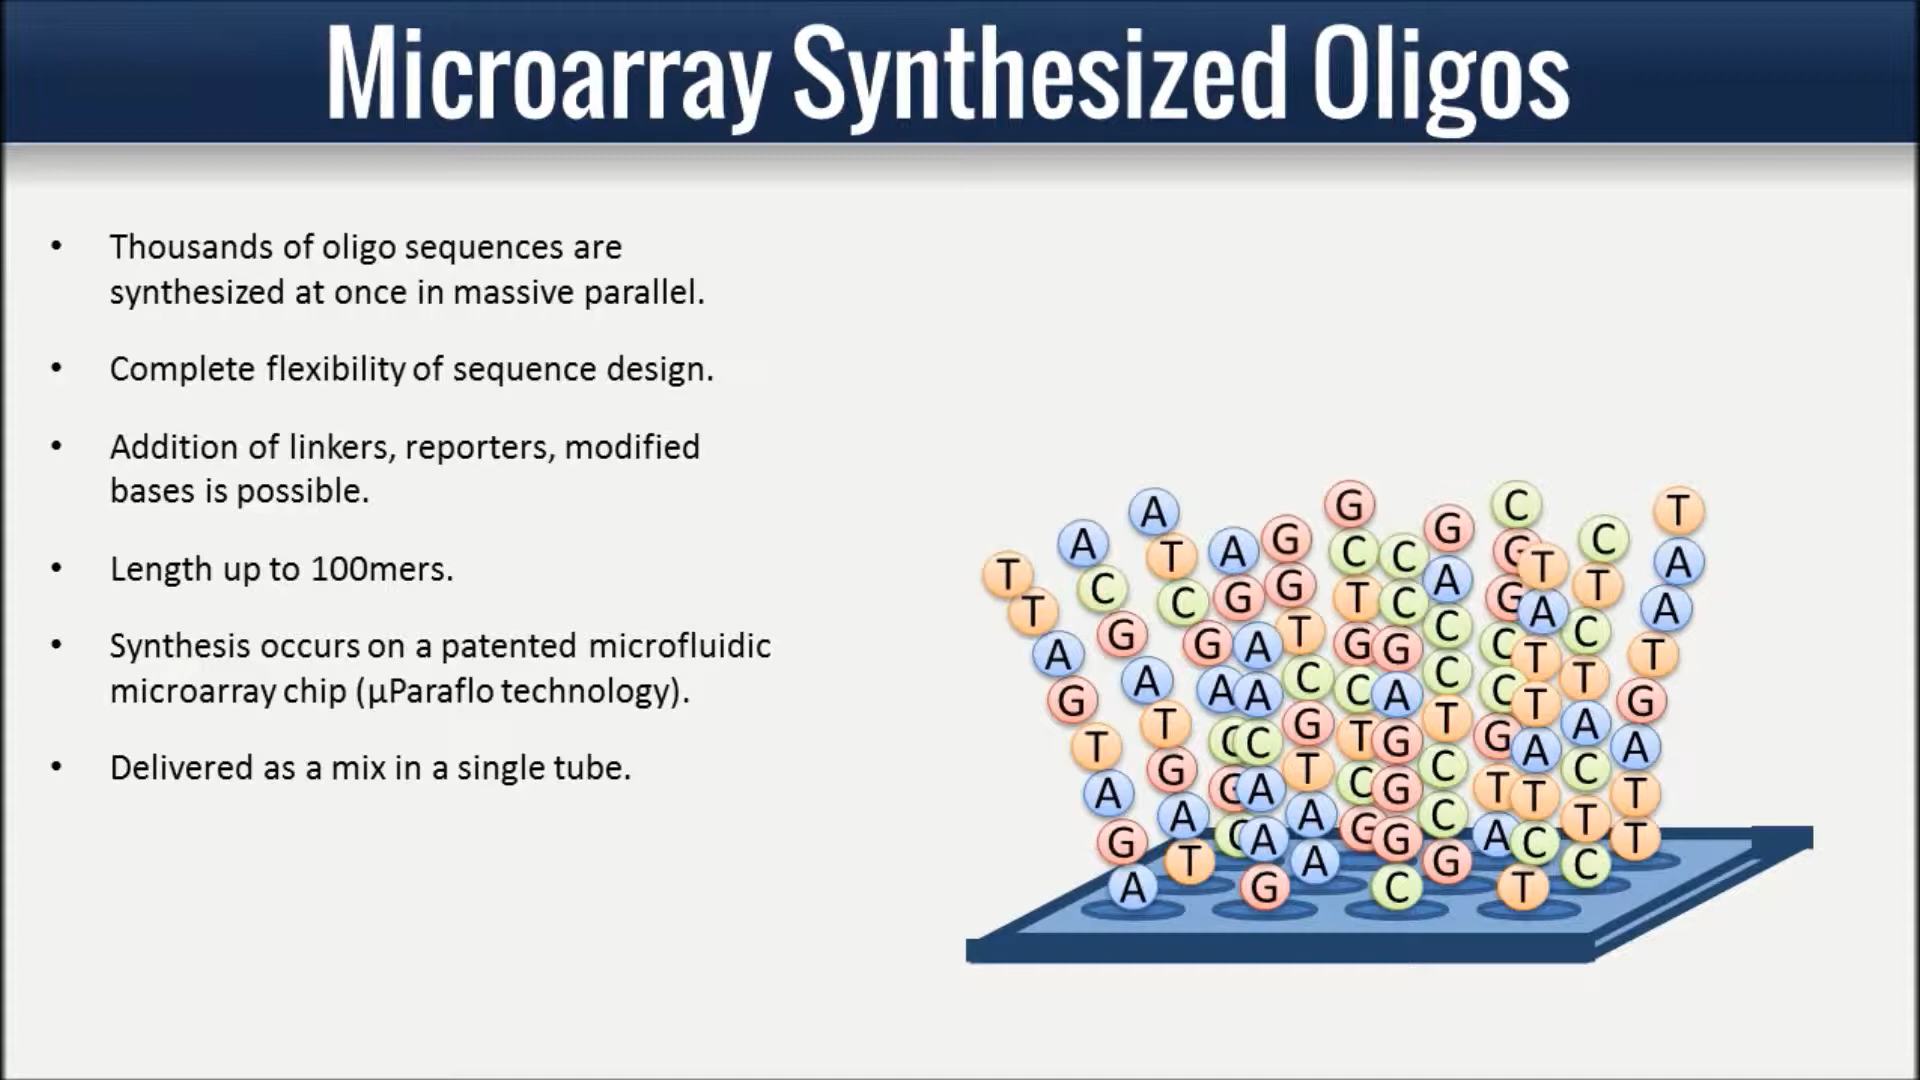 Microarray Synthesized Oligos
• Thousands of oligo sequences are
synthesized at once in massive parallel.
• Complete flexibility of sequence design.
• Addition of linkers, reporters, modified
bases is possible.
• Length up to 100mers.
• Synthesis occurs on a patented microfluidic
microarray chip (µParaflo technology).
• Delivered as a mix in a single tube.
T T A G T A G A
A C G A T G A T
A T C G A C G C
A G A A C A A G
G G T C G T A A
G C T G C T C G
C C G A G G G C
G A C C T C C G
C G G C C G T A
T A T T A T C T
C T C T A C T C
T A A T G A T T